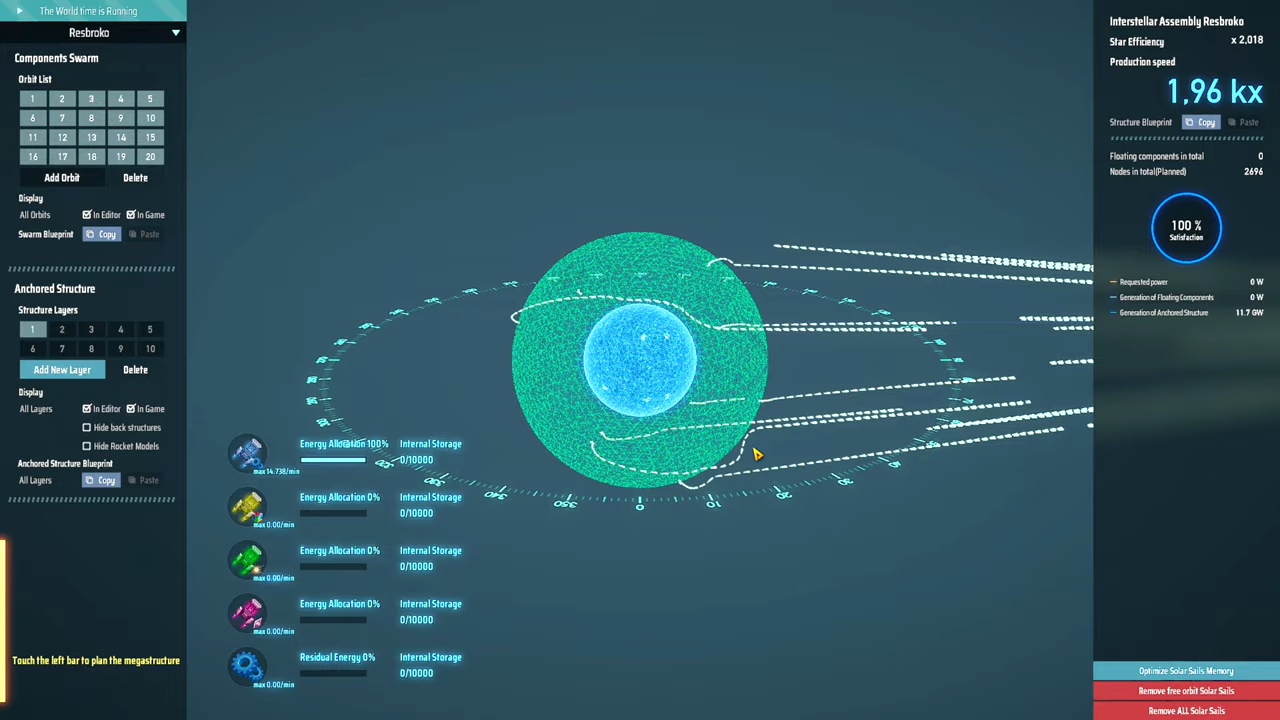 The World time is Running
Resbroko
Components Swarm
Orbit List
1 2 3 4 5
6 7 8 9 10
11 12 13 14 15
16 17 18 19 20
Add Orbit Delete
Display
All Orbits In Editor In Game
Swarm Blueprint Copy Paste
Anchored Structure
Structure Layers
1 2 3 4 5
6 7 8 9 10
Add New Layer Delete
Display
All Layers In Editor In Game
Hide back structures
Hide Rocket Models
Anchored Structure Blueprint
All Layers Copy Paste
Touch the left bar to plan the megastructure
Energy Allocation 100% Internal Storage
0/10000
max 14.738/min
Energy Allocation 0% Internal Storage
0/10000
max 0.00/min
Energy Allocation 0% Internal Storage
0/10000
max 0.00/min
Energy Allocation 0% Internal Storage
0/10000
max 0.00/min
Residual Energy 0% Internal Storage
0/10000
max 0.00/min
340 350 0 10 20
Interstellar Assembly Resbroko
Star Efficiency x 2,018
Production speed
1,96 kx
Structure Blueprint Copy Paste
Floating components in total 0
Nodes in total(Planned) 2696
100 %
Satisfaction
Requested power 0 W
Generation of Floating Components 0 W
Generation of Anchored Structure 11.7 GW
Optimize Solar Sails Memory
Remove free orbit Solar Sails
Remove ALL Solar Sails